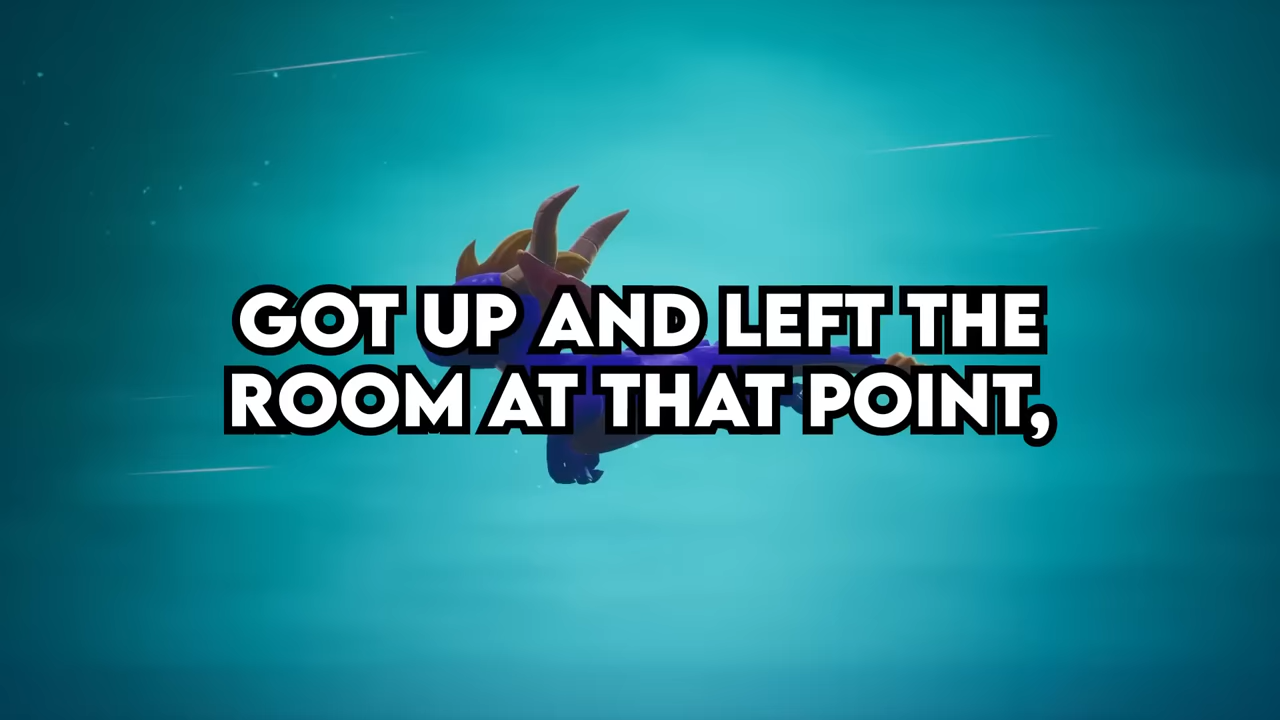 GOT UP AND LEFT THE
ROOM AT THAT POINT,